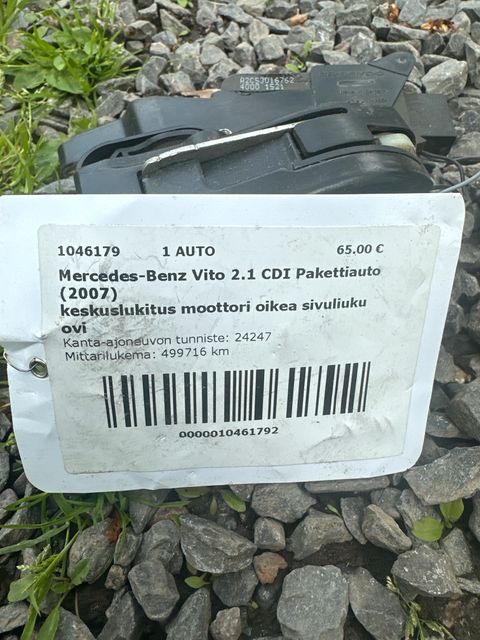 A2C53016762
4000 1521
1046179 1 AUTO 65.00 €
Mercedes-Benz Vito 2.1 CDI Pakettiauto
(2007)
keskuslukitus moottori oikea sivuliuku
ovi
Kanta-ajoneuvon tunniste: 24247
Mittarilukema: 499716 km
0000010461792